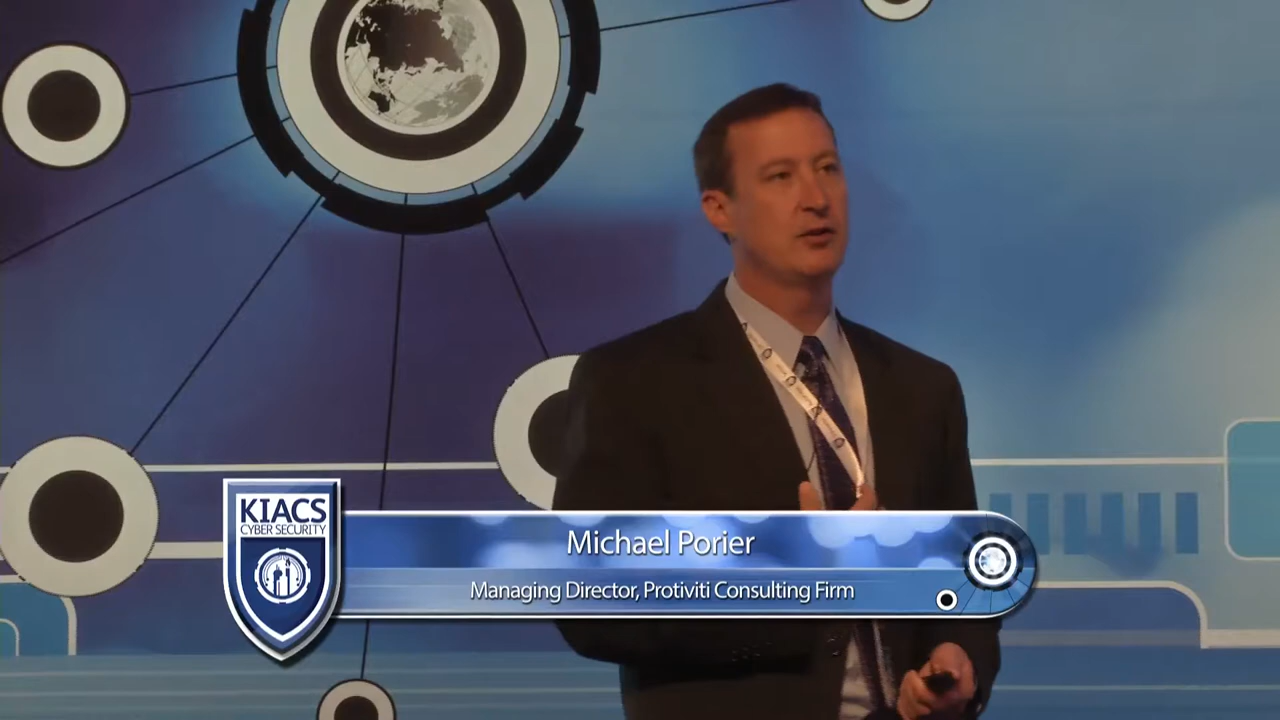 KIACS
CYBER SECURITY
Michael Porier
Managing Director, Protiviti Consulting Firm